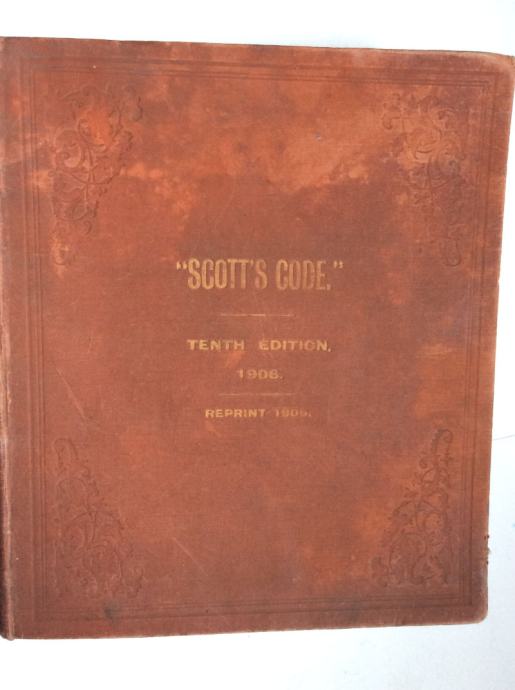 "SCOTT'S CODE."
TENTH EDITION,
1906.
REPRINT